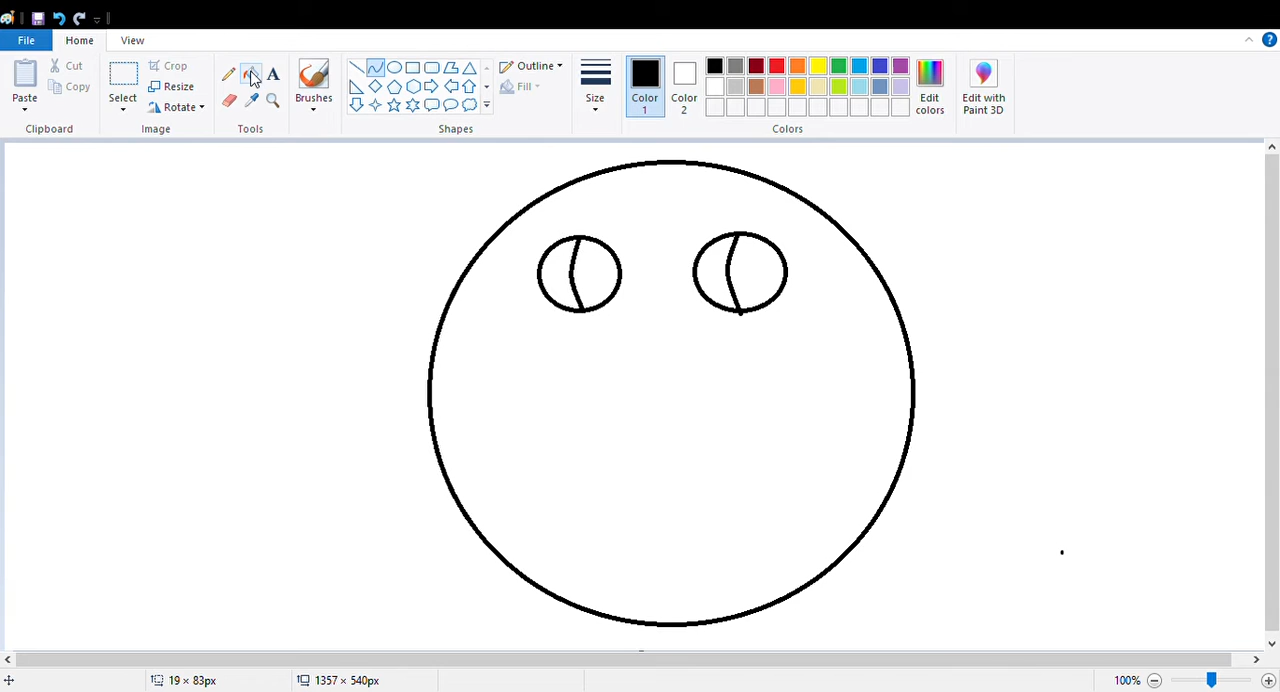 File Home View
Paste
Cut
Copy
Clipboard
Select
Crop
Resize
Rotate
Image
A
Tools
Brushes
Outline
Fill
Shapes
Size
Color 1
Color 2
Colors
Edit colors
Edit with Paint 3D
19 × 83px
1357 × 540px
100%